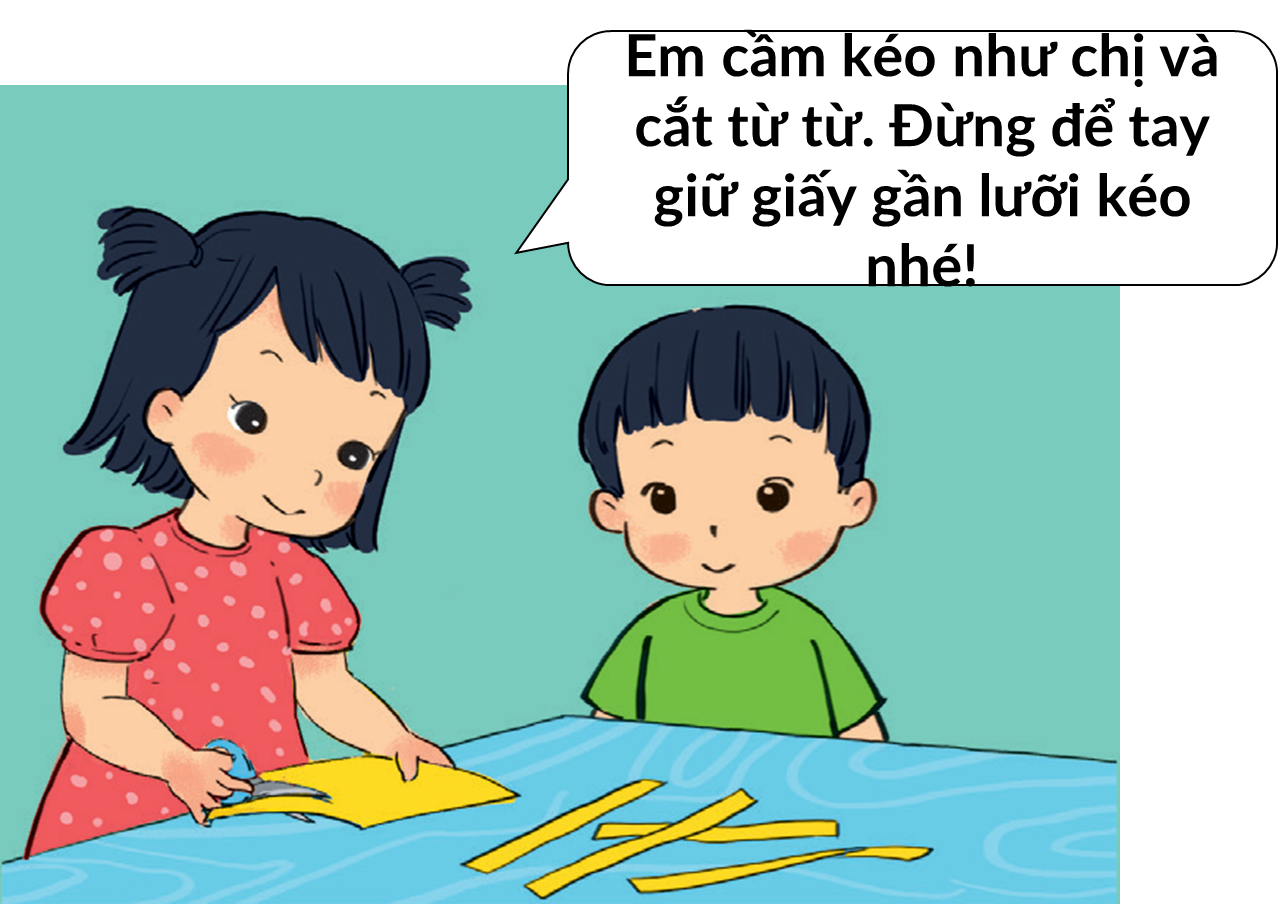 Em cầm kéo như chị và
cắt từ từ. Đừng để tay
giữ giấy gần lưỡi kéo
nhé!